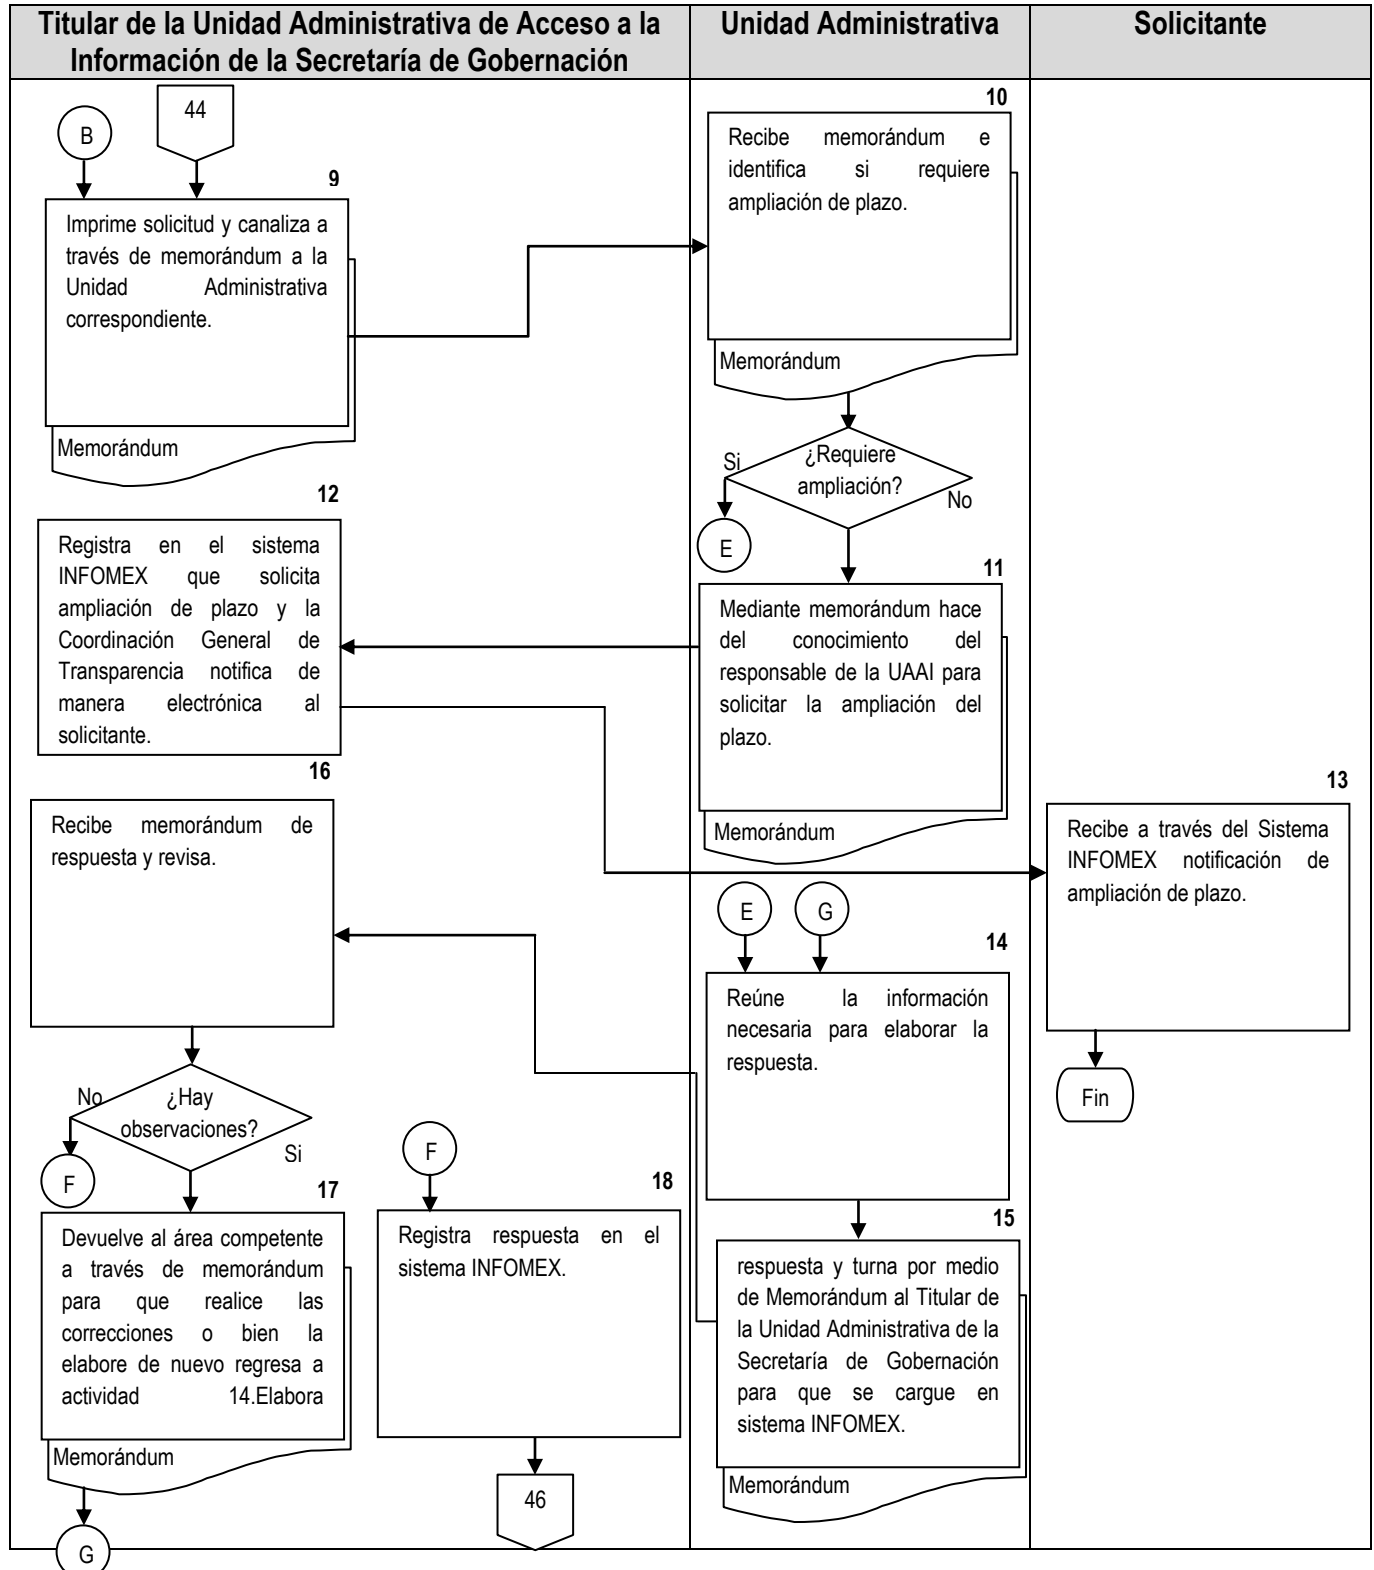 Titular de la Unidad Administrativa de Acceso a la
Información de la Secretaría de Gobernación
Unidad Administrativa
Solicitante
B
44
9
Imprime solicitud y canaliza a
través de memorándum a la
Unidad Administrativa
correspondiente.
Memorándum
10
Recibe memorándum e
identifica si requiere
ampliación de plazo.
Memorándum
¿Requiere
ampliación?
Si
No
E
11
Mediante memorándum hace
del conocimiento del
responsable de la UAAI para
solicitar la ampliación del
plazo.
Memorándum
12
Registra en el sistema
INFOMEX que solicita
ampliación de plazo y la
Coordinación General de
Transparencia notifica de
manera electrónica al
solicitante.
13
Recibe a través del Sistema
INFOMEX notificación de
ampliación de plazo.
Fin
E
G
14
Reúne la información
necesaria para elaborar la
respuesta.
15
respuesta y turna por medio
de Memorándum al Titular de
la Unidad Administrativa de la
Secretaría de Gobernación
para que se cargue en
sistema INFOMEX.
Memorándum
16
Recibe memorándum de
respuesta y revisa.
¿Hay
observaciones?
No
Si
F
17
Devuelve al área competente
a través de memorándum
para que realice las
correcciones o bien la
elabore de nuevo regresa a
actividad 14.Elabora
Memorándum
G
F
18
Registra respuesta en el
sistema INFOMEX.
46